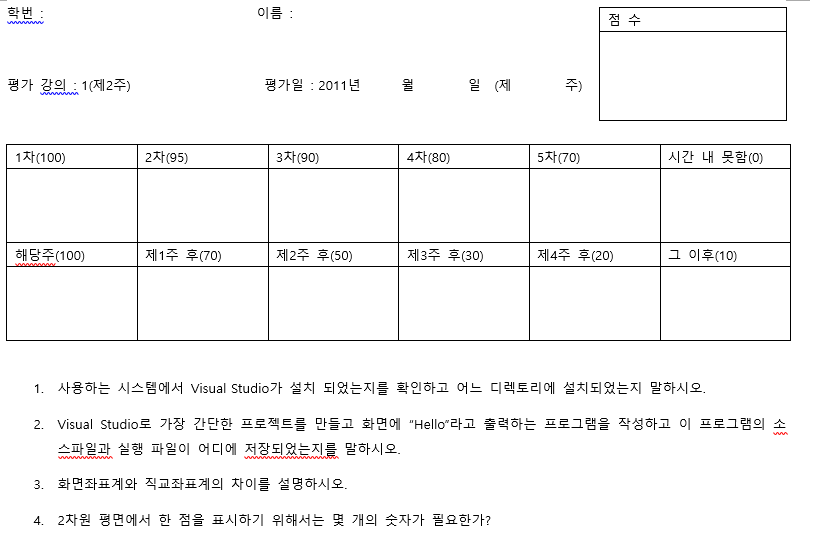 학번 : 이름 : 점 수
평가 강의 : 1(제2주) 평가일 : 2011년 월 일 (제 주)
1차(100) 2차(95) 3차(90) 4차(80) 5차(70) 시간 내 못함(0)
해당주(100) 제1주 후(70) 제2주 후(50) 제3주 후(30) 제4주 후(20) 그 이후(10)
1. 사용하는 시스템에서 Visual Studio가 설치 되었는지를 확인하고 어느 디렉토리에 설치되었는지 말하시오.
2. Visual Studio로 가장 간단한 프로젝트를 만들고 화면에 “Hello”라고 출력하는 프로그램을 작성하고 이 프로그램의 소
스파일과 실행 파일이 어디에 저장되었는지를 말하시오.
3. 화면좌표계와 직교좌표계의 차이를 설명하시오.
4. 2차원 평면에서 한 점을 표시하기 위해서는 몇 개의 숫자가 필요한가?